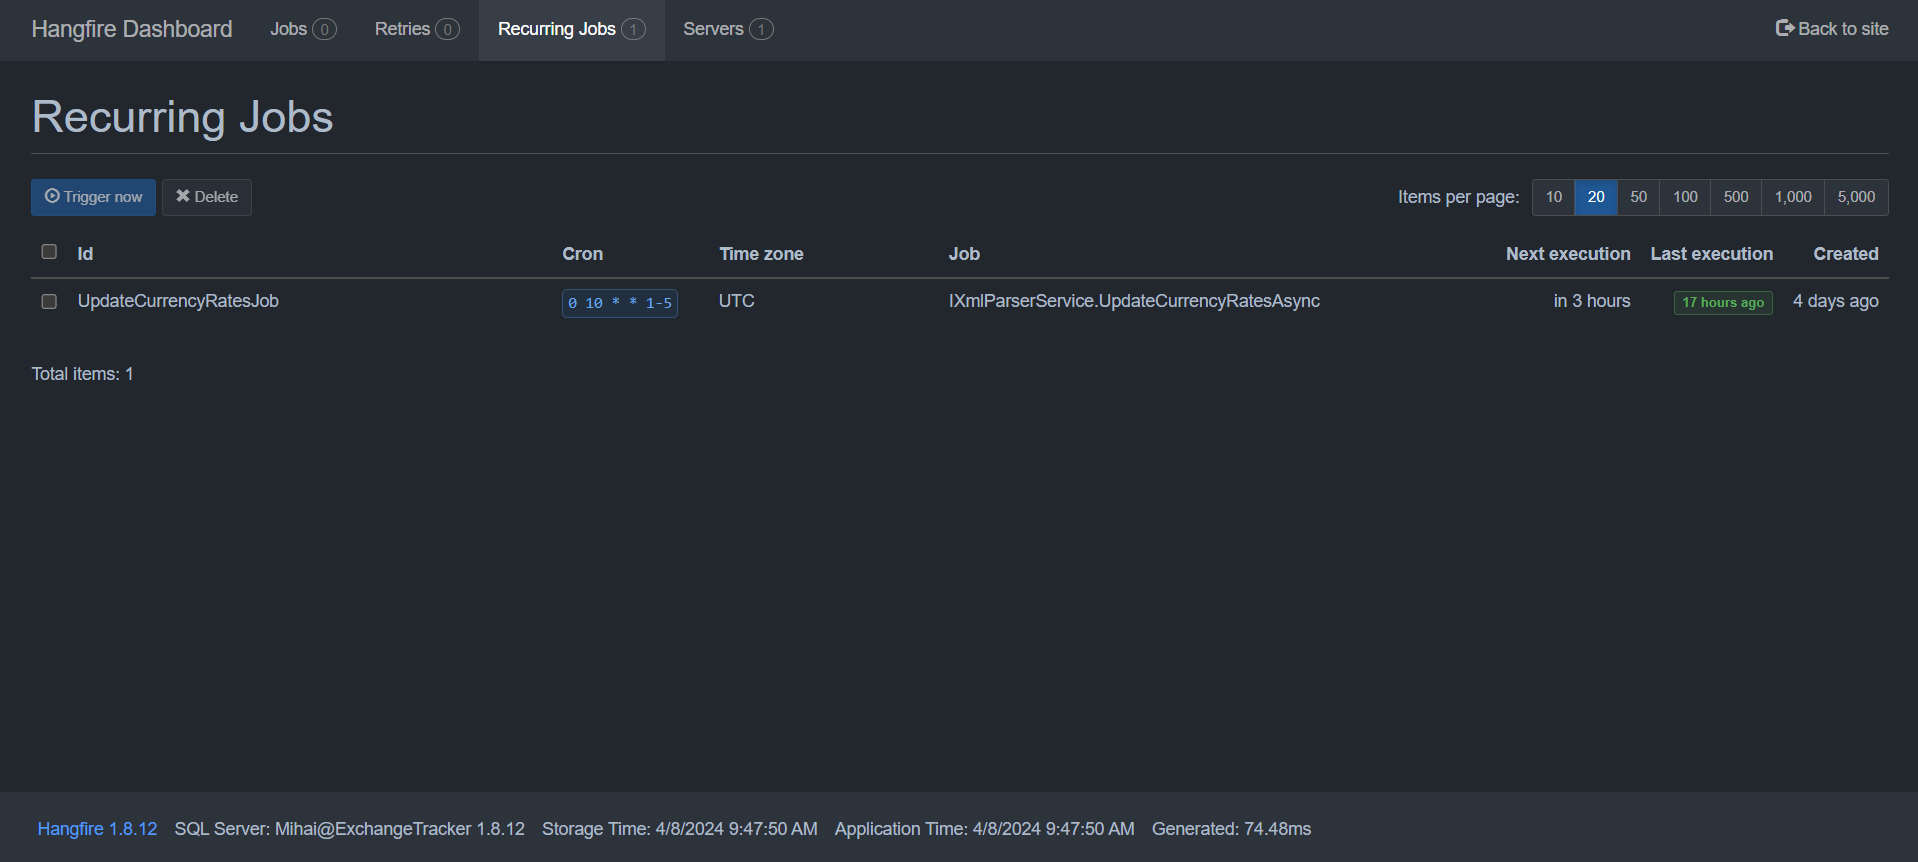 Hangfire Dashboard Jobs 0 Retries 0 Recurring Jobs 1 Servers 1 Back to site
Recurring Jobs
Trigger now Delete Items per page: 10 20 50 100 500 1,000 5,000
Id Cron Time zone Job Next execution Last execution Created
UpdateCurrencyRatesJob 0 10 * * 1-5 UTC IXmlParserService.UpdateCurrencyRatesAsync in 3 hours 17 hours ago 4 days ago
Total items: 1
Hangfire 1.8.12 SQL Server: Mihai@ExchangeTracker 1.8.12 Storage Time: 4/8/2024 9:47:50 AM Application Time: 4/8/2024 9:47:50 AM Generated: 74.48ms